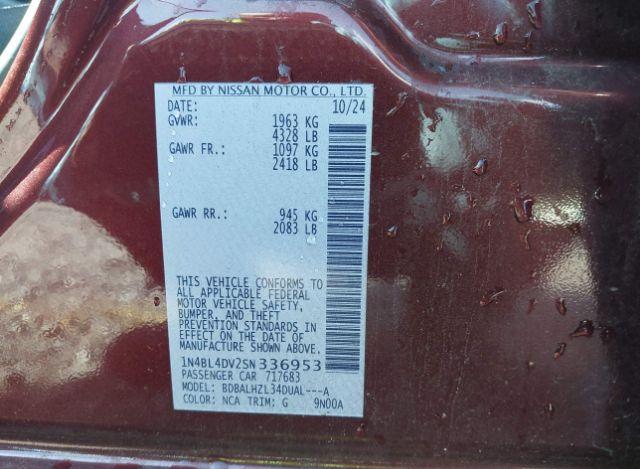 MFD BY NISSAN MOTOR CO., LTD.
DATE: 10/24
GVWR: 1963 KG
4328 LB
GAWR FR.: 1097 KG
2418 LB
GAWR RR.: 945 KG
2083 LB
THIS VEHICLE CONFORMS TO
ALL APPLICABLE FEDERAL
MOTOR VEHICLE SAFETY,
BUMPER, AND THEFT
PREVENTION STANDARDS IN
EFFECT ON THE DATE OF
MANUFACTURE SHOWN ABOVE.
1N4BL4DV2SN336953
PASSENGER CAR 717683
MODEL: BDBALHZL34DUAL---A
COLOR: NCA TRIM: G 9N00A